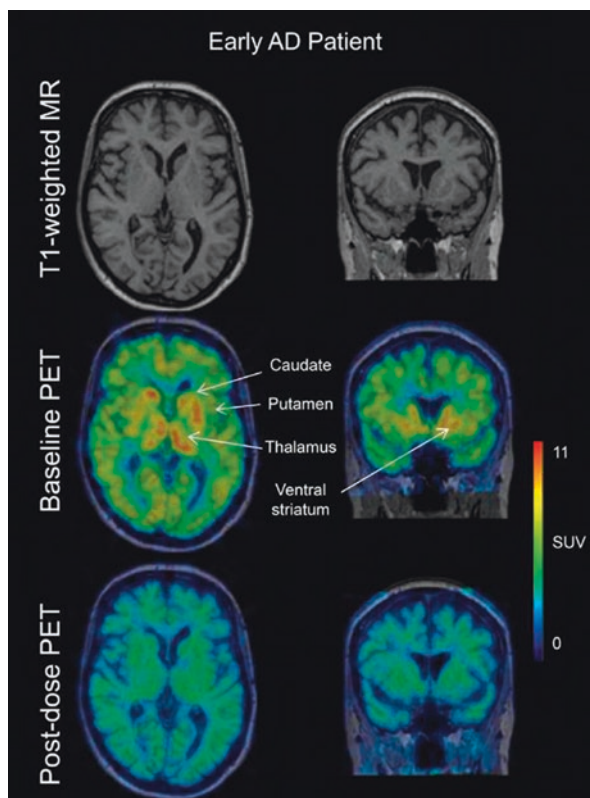 Early AD Patient
T1-weighted MR
Baseline PET
Caudate
Putamen
Thalamus
Ventral
striatum
11
SUV
0
Post-dose PET